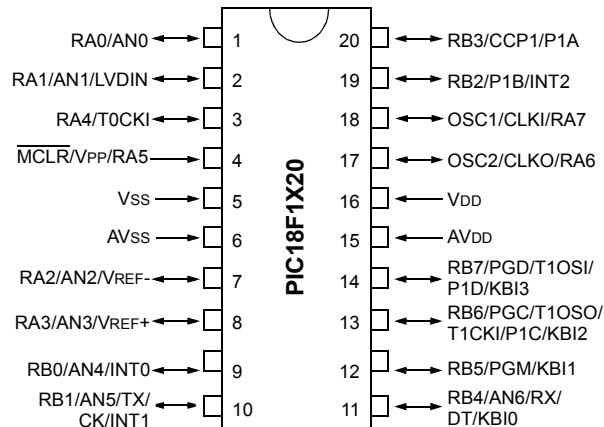 RA0/AN0 1 20 RB3/CCP1/P1A
RA1/AN1/LVDIN 2 19 RB2/P1B/INT2
RA4/T0CKI 3 18 OSC1/CLKI/RA7
MCLR/VPP/RA5 4 17 OSC2/CLKO/RA6
VSS 5 16 VDD
AVSS 6 15 AVDD
RA2/AN2/VREF- 7 14 RB7/PGD/T1OSI/
P1D/KBI3
RA3/AN3/VREF+ 8 13 RB6/PGC/T1OSO/
T1CKI/P1C/KBI2
RB0/AN4/INT0 9 12 RB5/PGM/KBI1
RB1/AN5/TX/
CK/INT1 10 11 RB4/AN6/RX/
DT/KBI0
PIC18F1X20